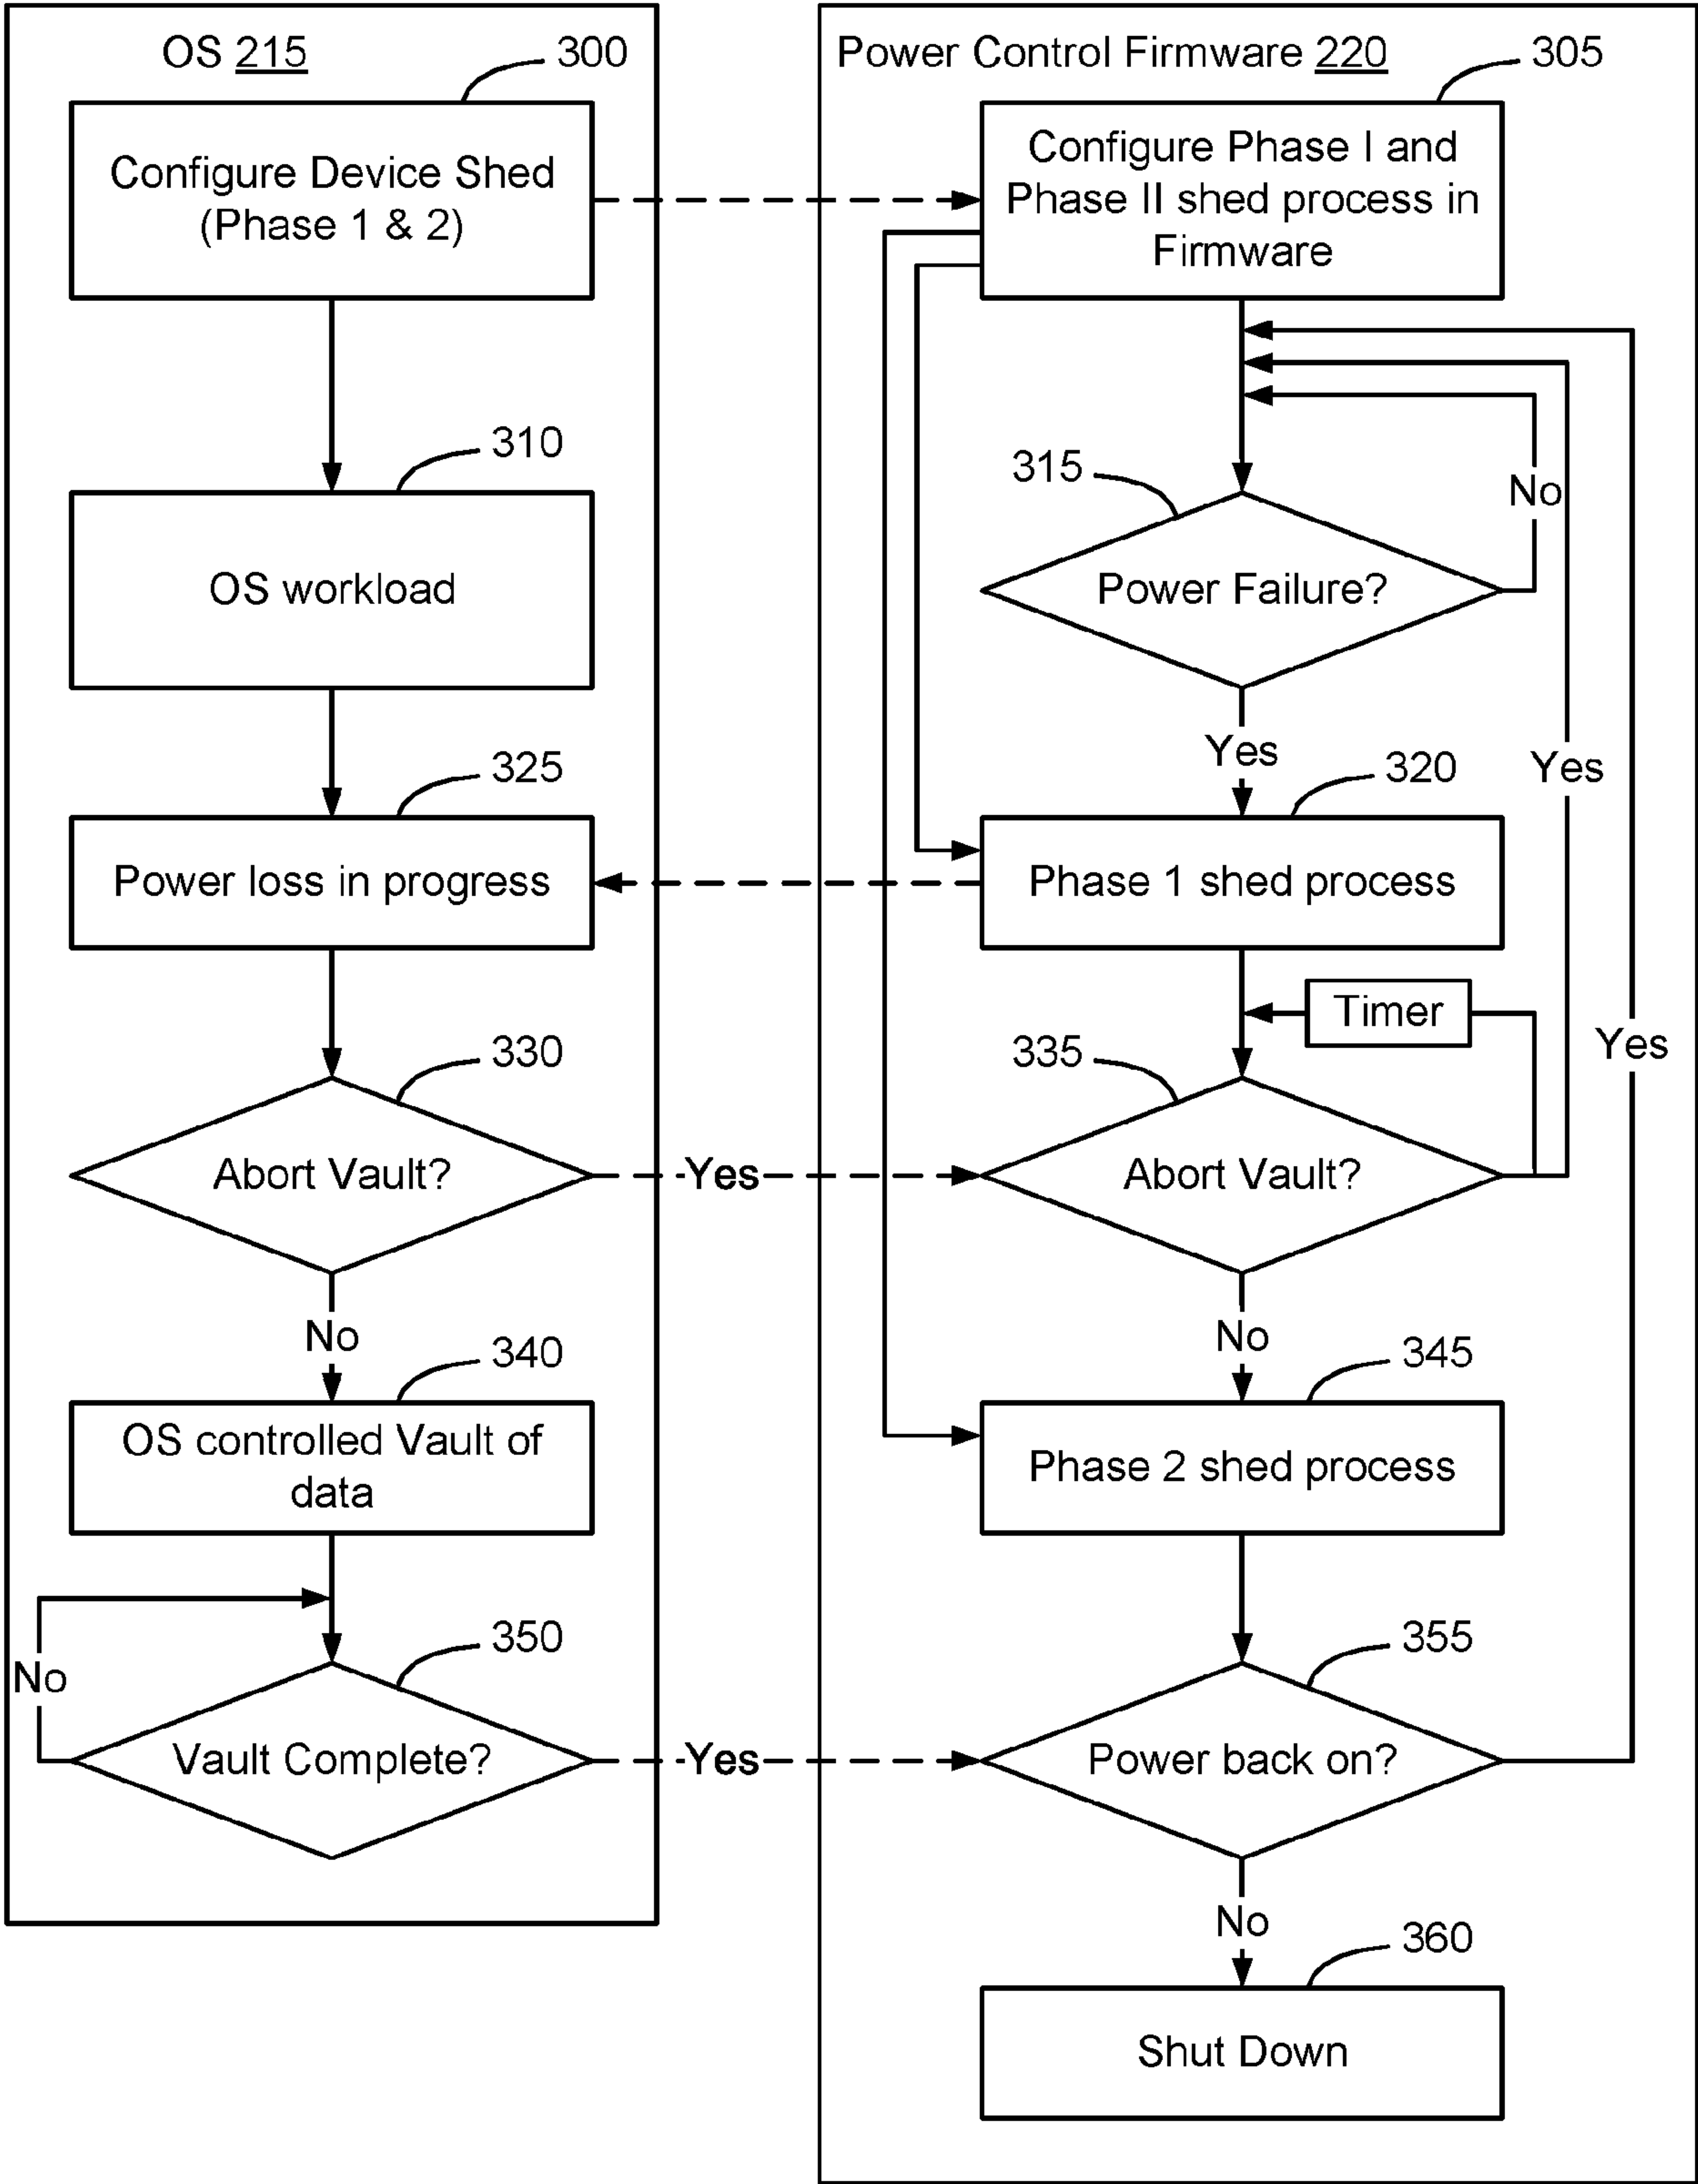 OS 215
300
Configure Device Shed
(Phase 1 & 2)
310
OS workload
325
Power loss in progress
330
Abort Vault?
Yes
No
340
OS controlled Vault of
data
350
No
Vault Complete?
Yes
Power Control Firmware 220
305
Configure Phase I and
Phase II shed process in
Firmware
315
No
Power Failure?
Yes
Yes
320
Phase 1 shed process
Timer
Yes
335
Abort Vault?
No
345
Phase 2 shed process
355
Power back on?
No
360
Shut Down